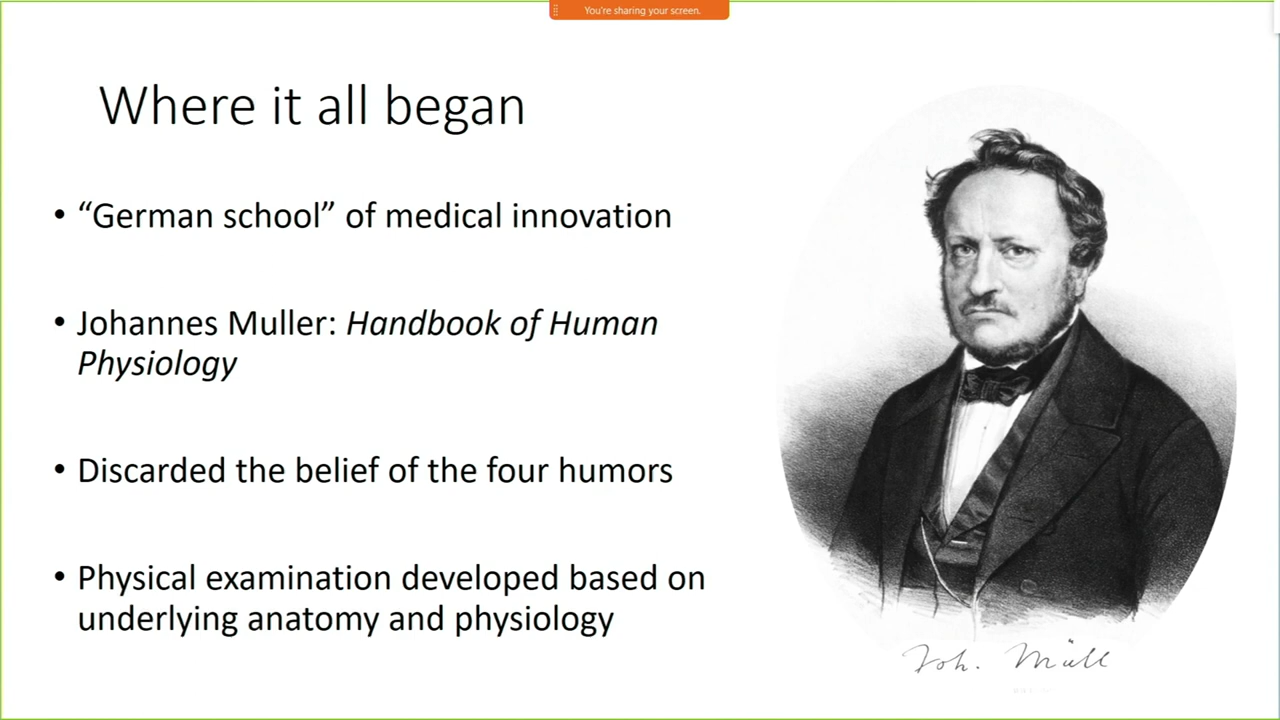 You're sharing your screen.
Where it all began
• “German school” of medical innovation
• Johannes Muller: Handbook of Human
Physiology
• Discarded the belief of the four humors
• Physical examination developed based on
underlying anatomy and physiology
Joh. Müll